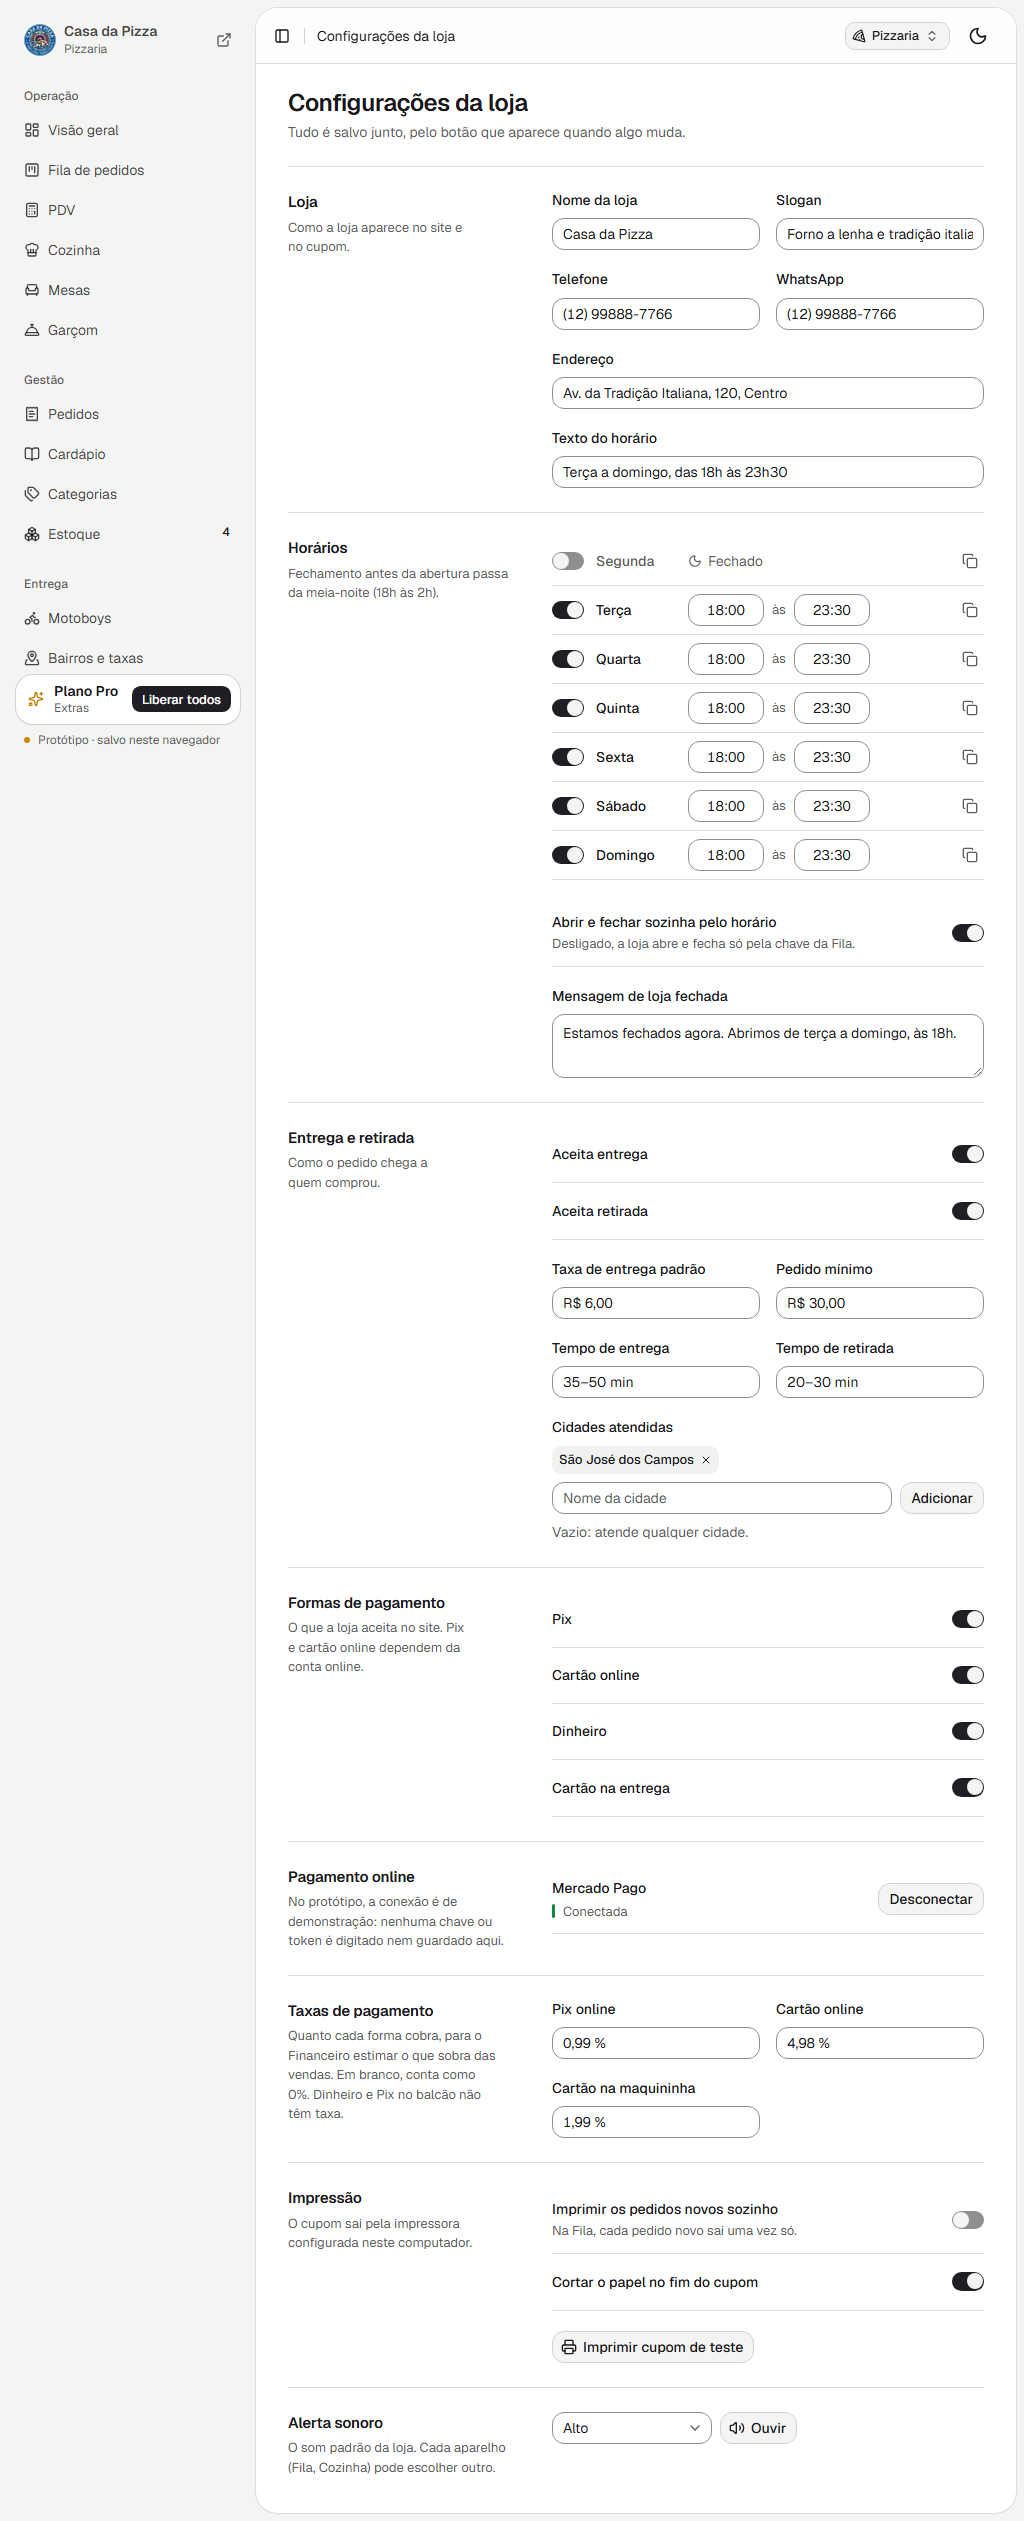 Casa da Pizza
Pizzaria
Operação
Visão geral
Fila de pedidos
PDV
Cozinha
Mesas
Garçom
Gestão
Pedidos
Cardápio
Categorias
Estoque 4
Entrega
Motoboys
Bairros e taxas
Plano Pro
Extras
Liberar todos
Protótipo · salvo neste navegador
Configurações da loja
Pizzaria
Configurações da loja
Tudo é salvo junto, pelo botão que aparece quando algo muda.
Loja
Como a loja aparece no site e
no cupom.
Nome da loja
Casa da Pizza
Slogan
Forno a lenha e tradição italia
Telefone
(12) 99888-7766
WhatsApp
(12) 99888-7766
Endereço
Av. da Tradição Italiana, 120, Centro
Texto do horário
Terça a domingo, das 18h às 23h30
Horários
Fechamento antes da abertura passa
da meia-noite (18h às 2h).
Segunda Fechado
Terça 18:00 às 23:30
Quarta 18:00 às 23:30
Quinta 18:00 às 23:30
Sexta 18:00 às 23:30
Sábado 18:00 às 23:30
Domingo 18:00 às 23:30
Abrir e fechar sozinha pelo horário
Desligado, a loja abre e fecha só pela chave da Fila.
Mensagem de loja fechada
Estamos fechados agora. Abrimos de terça a domingo, às 18h.
Entrega e retirada
Como o pedido chega a
quem comprou.
Aceita entrega
Aceita retirada
Taxa de entrega padrão
R$ 6,00
Pedido mínimo
R$ 30,00
Tempo de entrega
35–50 min
Tempo de retirada
20–30 min
Cidades atendidas
São José dos Campos
Nome da cidade
Adicionar
Vazio: atende qualquer cidade.
Formas de pagamento
O que a loja aceita no site. Pix
e cartão online dependem da
conta online.
Pix
Cartão online
Dinheiro
Cartão na entrega
Pagamento online
No protótipo, a conexão é de
demonstração: nenhuma chave ou
token é digitado nem guardado aqui.
Mercado Pago
Conectada
Desconectar
Taxas de pagamento
Quanto cada forma cobra, para o
Financeiro estimar o que sobra das
vendas. Em branco, conta como
0%. Dinheiro e Pix no balcão não
têm taxa.
Pix online
0,99 %
Cartão online
4,98 %
Cartão na maquininha
1,99 %
Impressão
O cupom sai pela impressora
configurada neste computador.
Imprimir os pedidos novos sozinho
Na Fila, cada pedido novo sai uma vez só.
Cortar o papel no fim do cupom
Imprimir cupom de teste
Alerta sonoro
O som padrão da loja. Cada aparelho
(Fila, Cozinha) pode escolher outro.
Alto
Ouvir